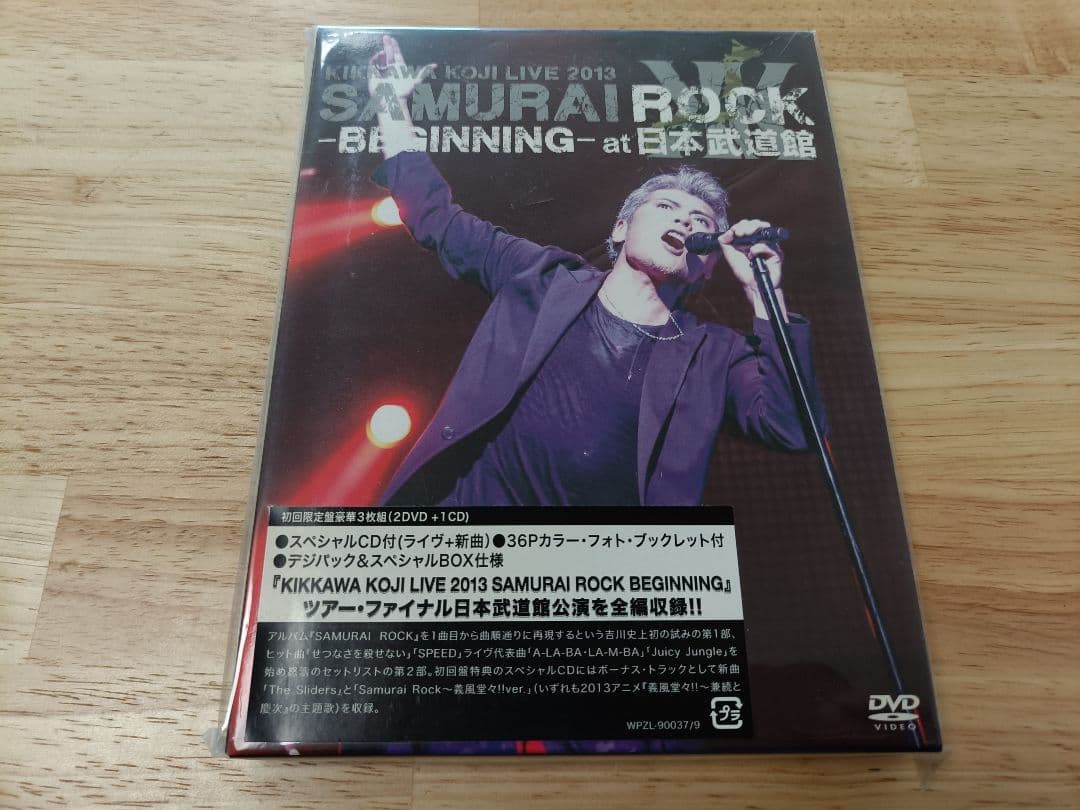 KIKKAWA KOJI LIVE 2013
SAMURAI ROCK
-BEGINNING- at 日本武道館
初回限定盤豪華3枚組(2DVD +1CD)
●スペシャルCD付(ライヴ+新曲)●36Pカラー・フォト・ブックレット付
●デジパック&スペシャルBOX仕様
『KIKKAWA KOJI LIVE 2013 SAMURAI ROCK BEGINNING』
ツアー・ファイナル日本武道館公演を全編収録!!
アルバム『SAMURAI ROCK』を1曲目から曲順通りに再現するという吉川史上初の試みの第1部、
ヒット曲「せつなさを殺せない」「SPEED」ライヴ代表曲「A-LA-BA・LA-M-BA」「Juicy Jungle」を
始め怒濤のセットリストの第2部。初回盤特典のスペシャルCDにはボーナス・トラックとして新曲
「The Sliders」と「Samurai Rock〜義風堂々!!ver.」(いずれも2013アニメ『義風堂々!!〜兼続と
慶次』の主題歌)を収録。
WPZL-90037/9
プラ
DVD
VIDEO